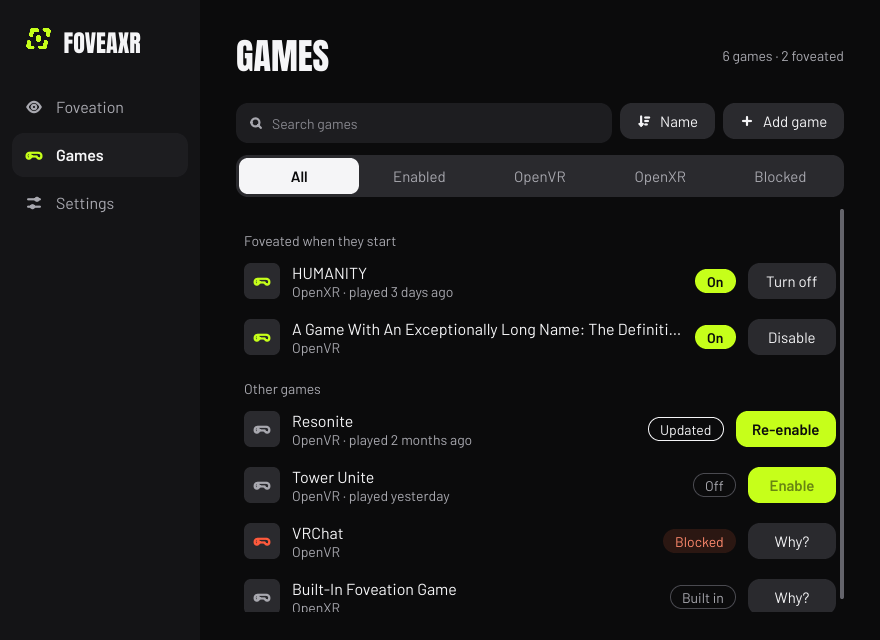 FOVEAXR
Foveation
Games
Settings
GAMES
6 games · 2 foveated
Search games
Name
Add game
All
Enabled
OpenVR
OpenXR
Blocked
Foveated when they start
HUMANITY
OpenXR · played 3 days ago
On
Turn off
A Game With An Exceptionally Long Name: The Definiti...
OpenVR
On
Disable
Other games
Resonite
OpenVR · played 2 months ago
Updated
Re-enable
Tower Unite
OpenVR · played yesterday
Off
Enable
VRChat
OpenVR
Blocked
Why?
Built-In Foveation Game
OpenXR
Built in
Why?